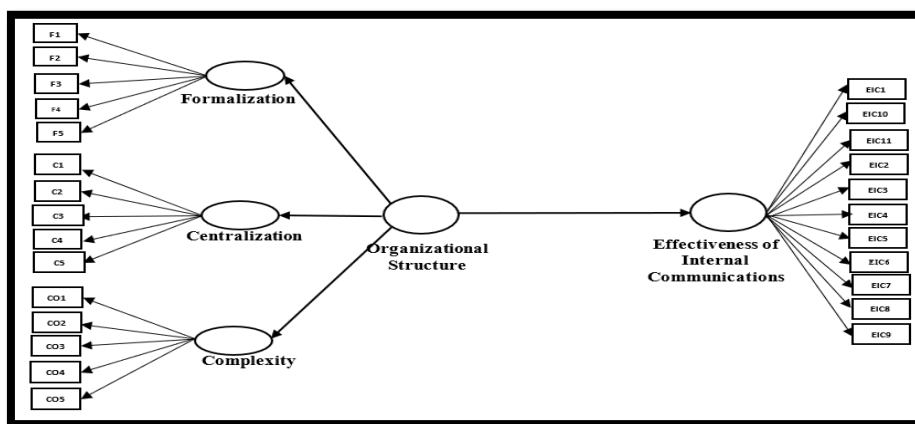 F1
F2
F3
F4
F5
Formalization
C1
C2
C3
C4
C5
Centralization
CO1
CO2
CO3
CO4
CO5
Complexity
Organizational
Structure
Effectiveness of
Internal
Communications
EIC1
EIC10
EIC11
EIC2
EIC3
EIC4
EIC5
EIC6
EIC7
EIC8
EIC9